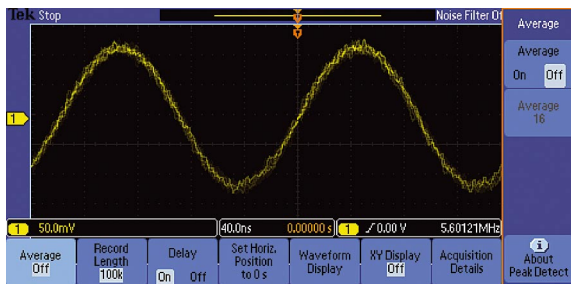 Tek Stop
Noise Filter Off
Average
Average
On Off
Average
16
1
1 50.0mV
40.0ns 0.00000 s
1 / 0.00 V 5.60121MHz
Average
Off
Record
Length
100k
Delay
On Off
Set Horiz.
Position
to 0 s
Waveform
Display
XY Display
Off
Acquisition
Details
i
About
Peak Detect